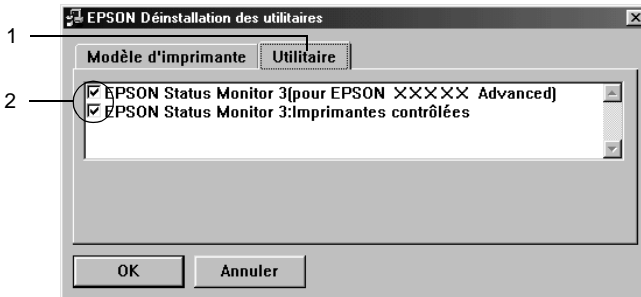 EPSON Déinstallation des utilitaires
1
Modèle d'imprimante Utilitaire
2
EPSON Status Monitor 3(pour EPSON XXXXX Advanced)
EPSON Status Monitor 3:Imprimantes contrôlées
OK Annuler